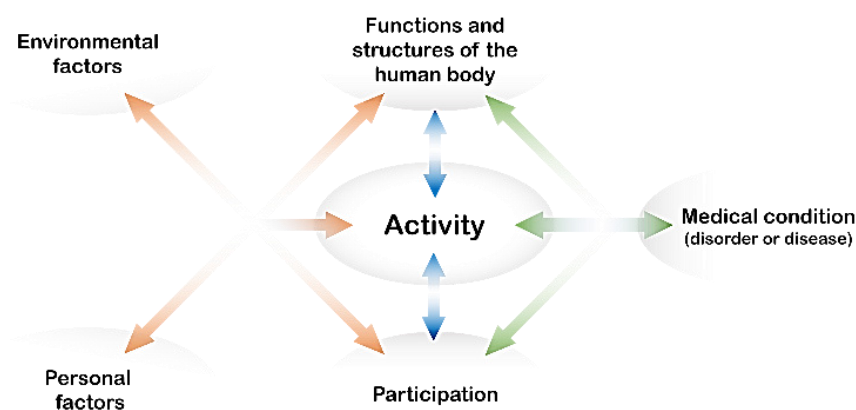 Environmental
factors
Functions and
structures of the
human body
Activity
Medical condition
(disorder or disease)
Personal
factors
Participation